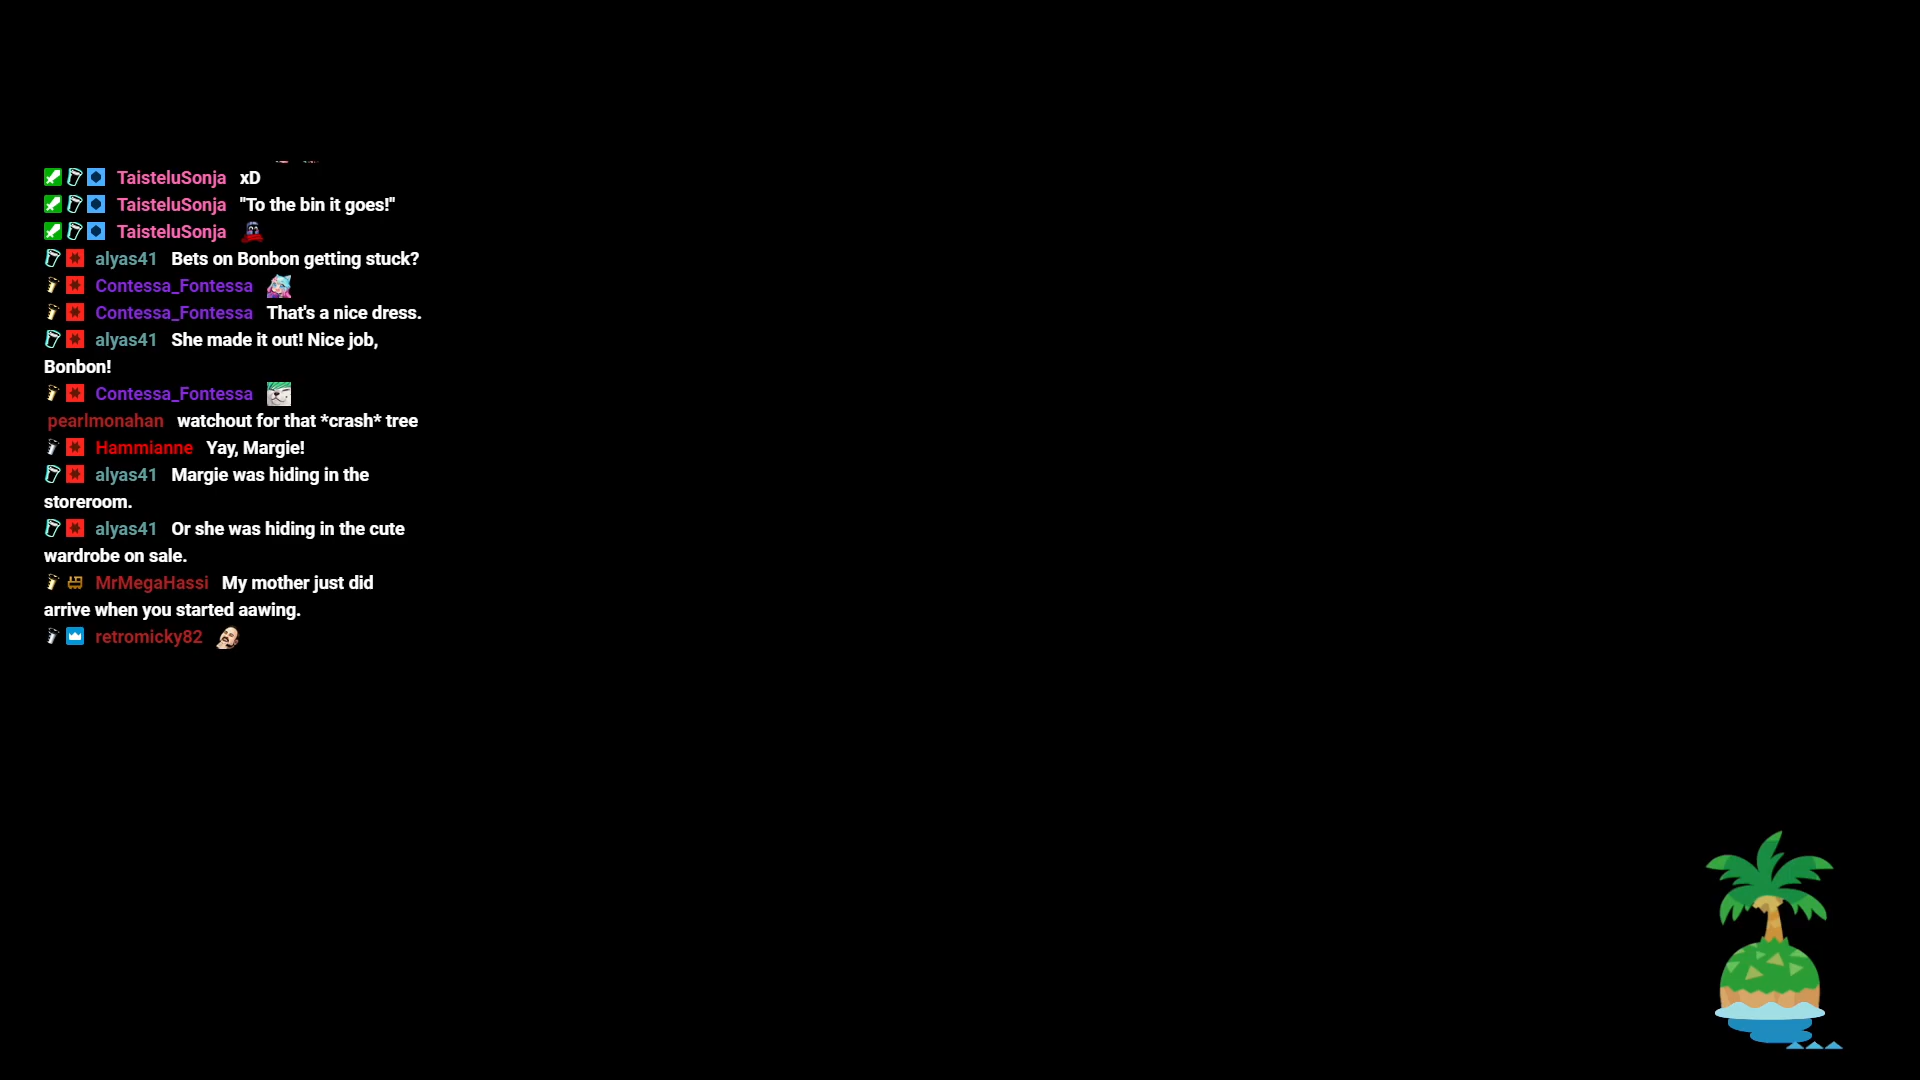 TaisteluSonja xD
TaisteluSonja "To the bin it goes!"
TaisteluSonja
alyas41 Bets on Bonbon getting stuck?
Contessa_Fontessa
Contessa_Fontessa That's a nice dress.
alyas41 She made it out! Nice job,
Bonbon!
Contessa_Fontessa
pearlmonahan watchout for that *crash* tree
Hammianne Yay, Margie!
alyas41 Margie was hiding in the
storeroom.
alyas41 Or she was hiding in the cute
wardrobe on sale.
MrMegaHassi My mother just did
arrive when you started aawing.
retromicky82